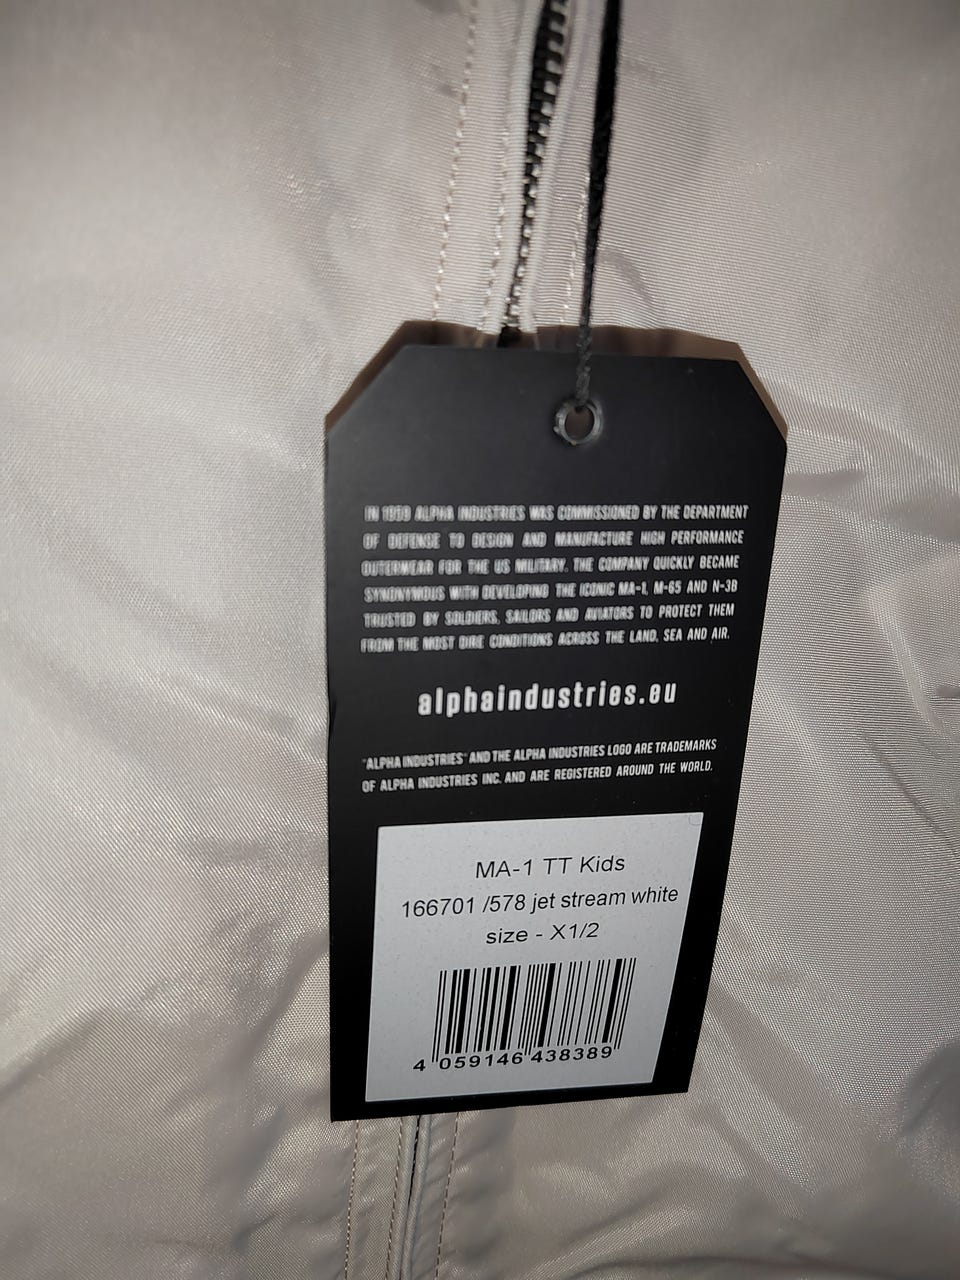 IN 1959 ALPHA INDUSTRIES WAS COMMISSIONED BY THE DEPARTMENT
OF DEFENSE TO DESIGN AND MANUFACTURE HIGH PERFORMANCE
OUTERWEAR FOR THE US MILITARY. THE COMPANY QUICKLY BECAME
SYNONYMOUS WITH DEVELOPING THE ICONIC MA-1, M-65 AND N-3B
TRUSTED BY SOLDIERS, SAILORS AND AVIATORS TO PROTECT THEM
FROM THE MOST DIRE CONDITIONS ACROSS THE LAND, SEA AND AIR.
alphaindustries.eu
"ALPHA INDUSTRIES" AND THE ALPHA INDUSTRIES LOGO ARE TRADEMARKS
OF ALPHA INDUSTRIES INC. AND ARE REGISTERED AROUND THE WORLD.
MA-1 TT Kids
166701 /578 jet stream white
size - X1/2
4 059146 438389